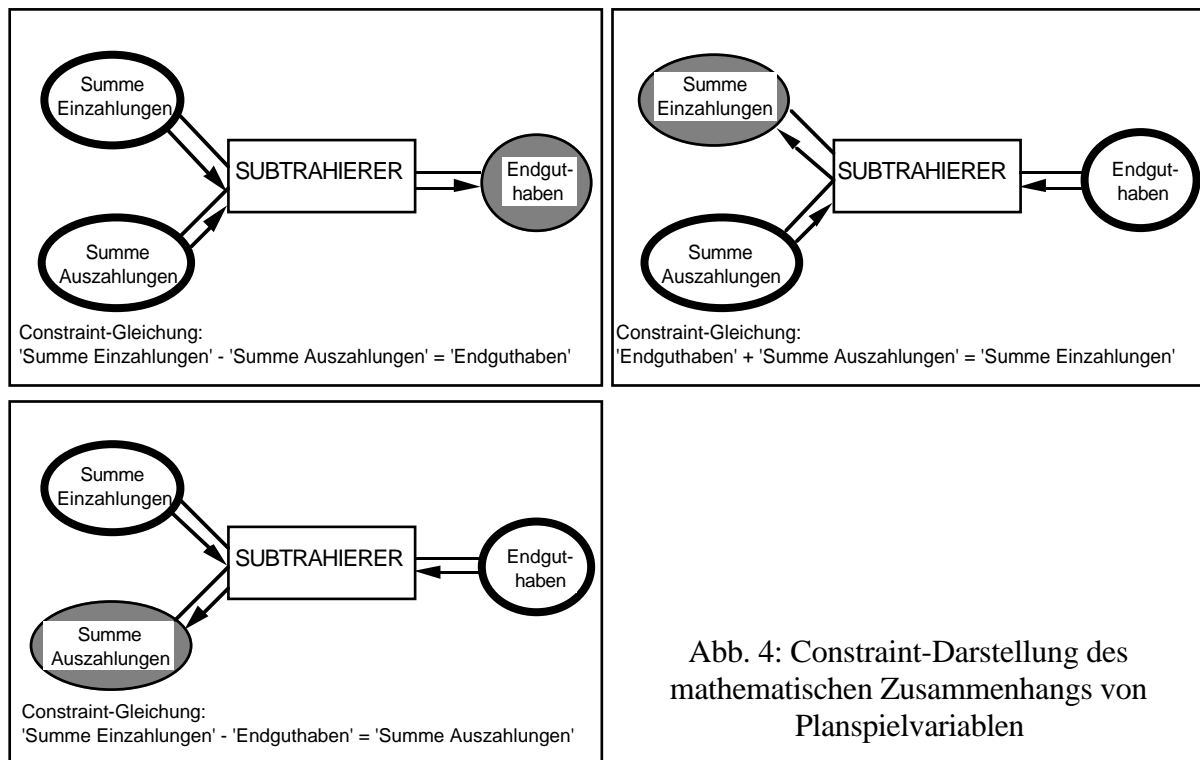 Summe
Einzahlungen
SUBTRAHIERER
Endgut-
haben
Summe
Auszahlungen
Constraint-Gleichung:
'Summe Einzahlungen' - 'Summe Auszahlungen' = 'Endguthaben'
Summe
Einzahlungen
SUBTRAHIERER
Endgut-
haben
Summe
Auszahlungen
Constraint-Gleichung:
'Endguthaben' + 'Summe Auszahlungen' = 'Summe Einzahlungen'
Summe
Einzahlungen
SUBTRAHIERER
Endgut-
haben
Summe
Auszahlungen
Constraint-Gleichung:
'Summe Einzahlungen' - 'Endguthaben' = 'Summe Auszahlungen'
Abb. 4: Constraint-Darstellung des
mathematischen Zusammenhangs von
Planspielvariablen